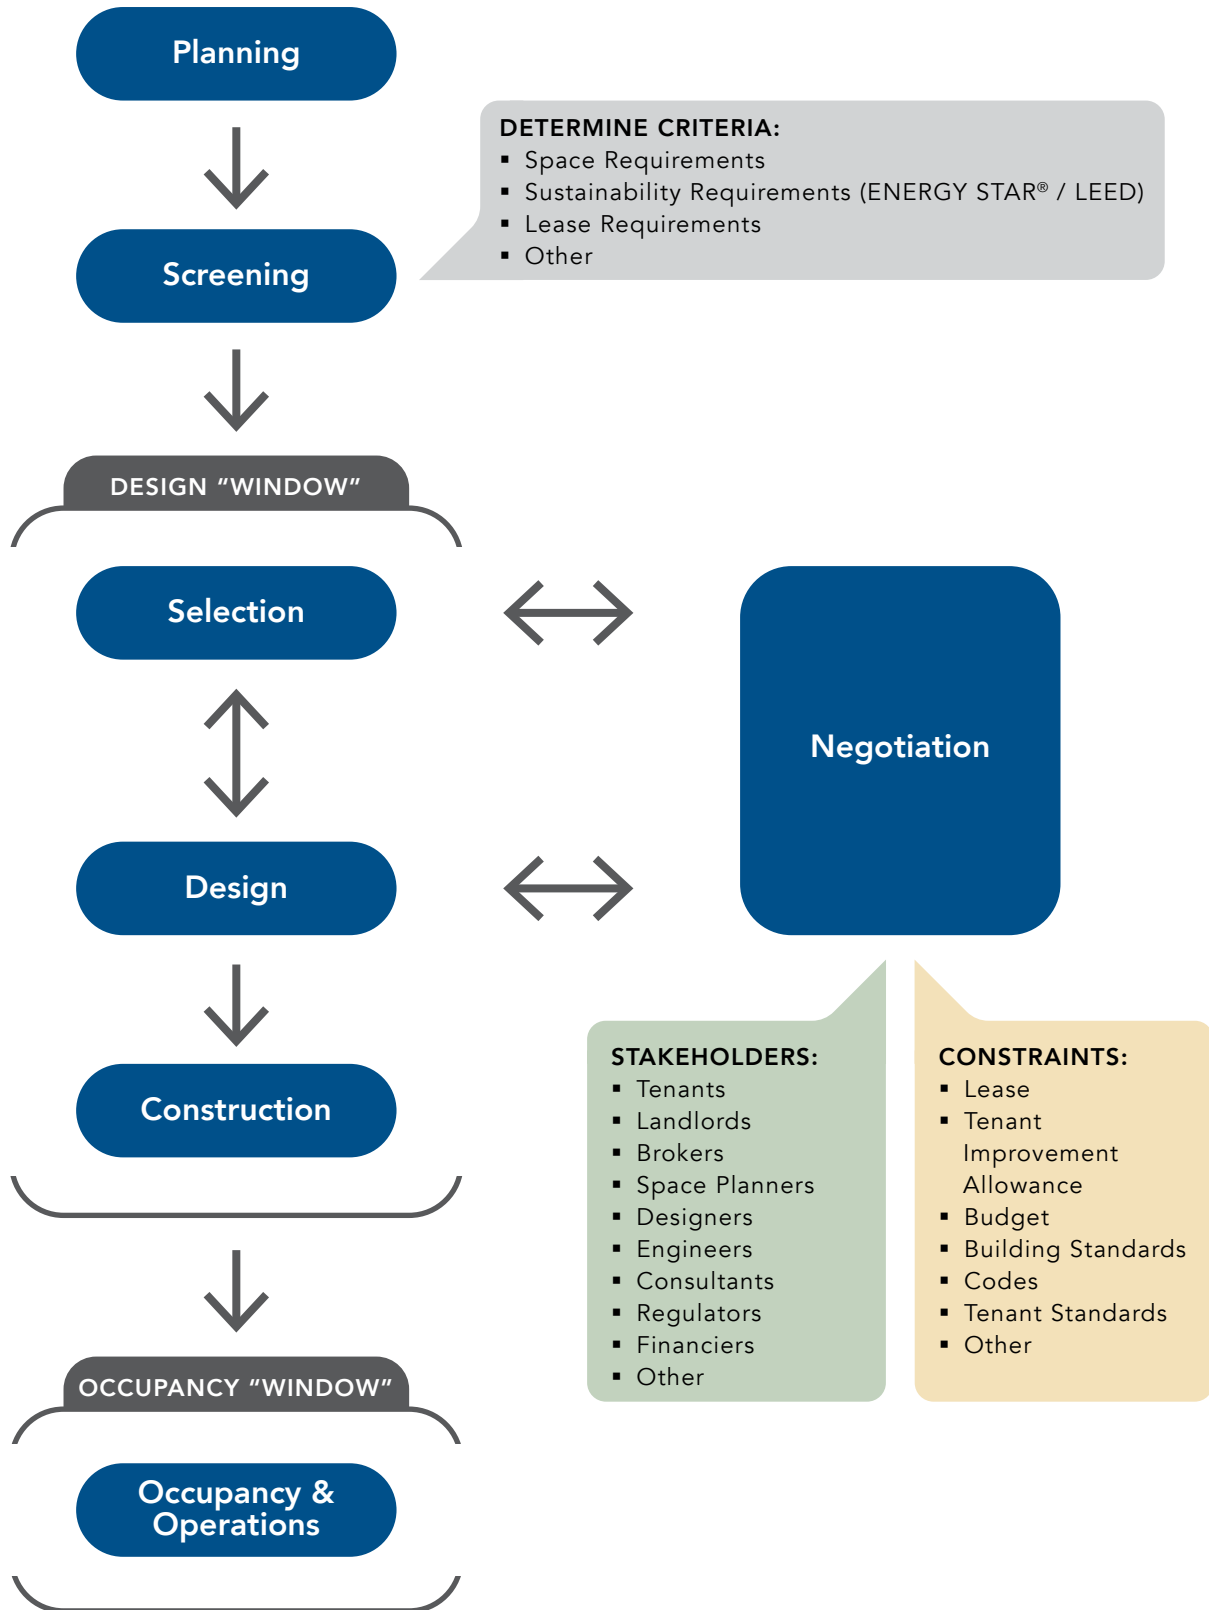 Planning
DETERMINE CRITERIA:
▪ Space Requirements
▪ Sustainability Requirements (ENERGY STAR® / LEED)
▪ Lease Requirements
▪ Other
Screening
DESIGN “WINDOW”
Selection
Negotiation
Design
Construction
STAKEHOLDERS:
▪ Tenants
▪ Landlords
▪ Brokers
▪ Space Planners
▪ Designers
▪ Engineers
▪ Consultants
▪ Regulators
▪ Financiers
▪ Other
CONSTRAINTS:
▪ Lease
▪ Tenant
Improvement
Allowance
▪ Budget
▪ Building Standards
▪ Codes
▪ Tenant Standards
▪ Other
OCCUPANCY “WINDOW”
Occupancy &
Operations